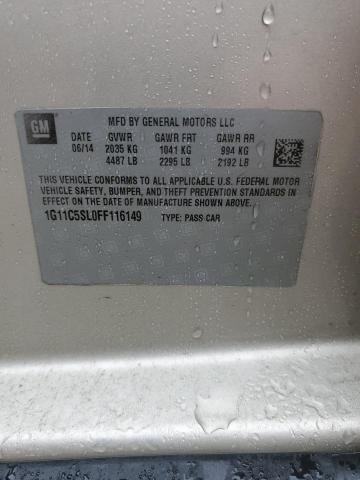 GM
MFD BY GENERAL MOTORS LLC
DATE GVWR GAWR FRT GAWR RR
06/14 2035 KG 1041 KG 994 KG
4487 LB 2295 LB 2192 LB
THIS VEHICLE CONFORMS TO ALL APPLICABLE U.S. FEDERAL MOTOR
VEHICLE SAFETY, BUMPER, AND THEFT PREVENTION STANDARDS IN
EFFECT ON THE DATE OF MANUFACTURE SHOWN ABOVE.
1G11C5SL0FF116149 TYPE: PASS CAR